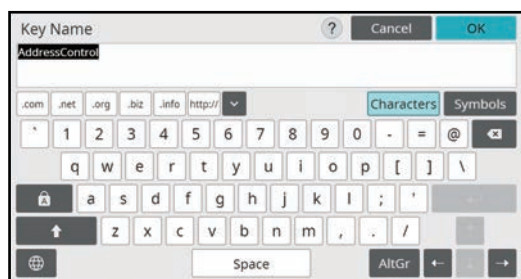 Key Name ? Cancel OK
AddressControl
.com .net .org .biz .info http:// Characters Symbols
` 1 2 3 4 5 6 7 8 9 0 - = @
q w e r t y u i o p [ ] \
a s d f g h j k l ; '
z x c v b n m , . /
Space AltGr